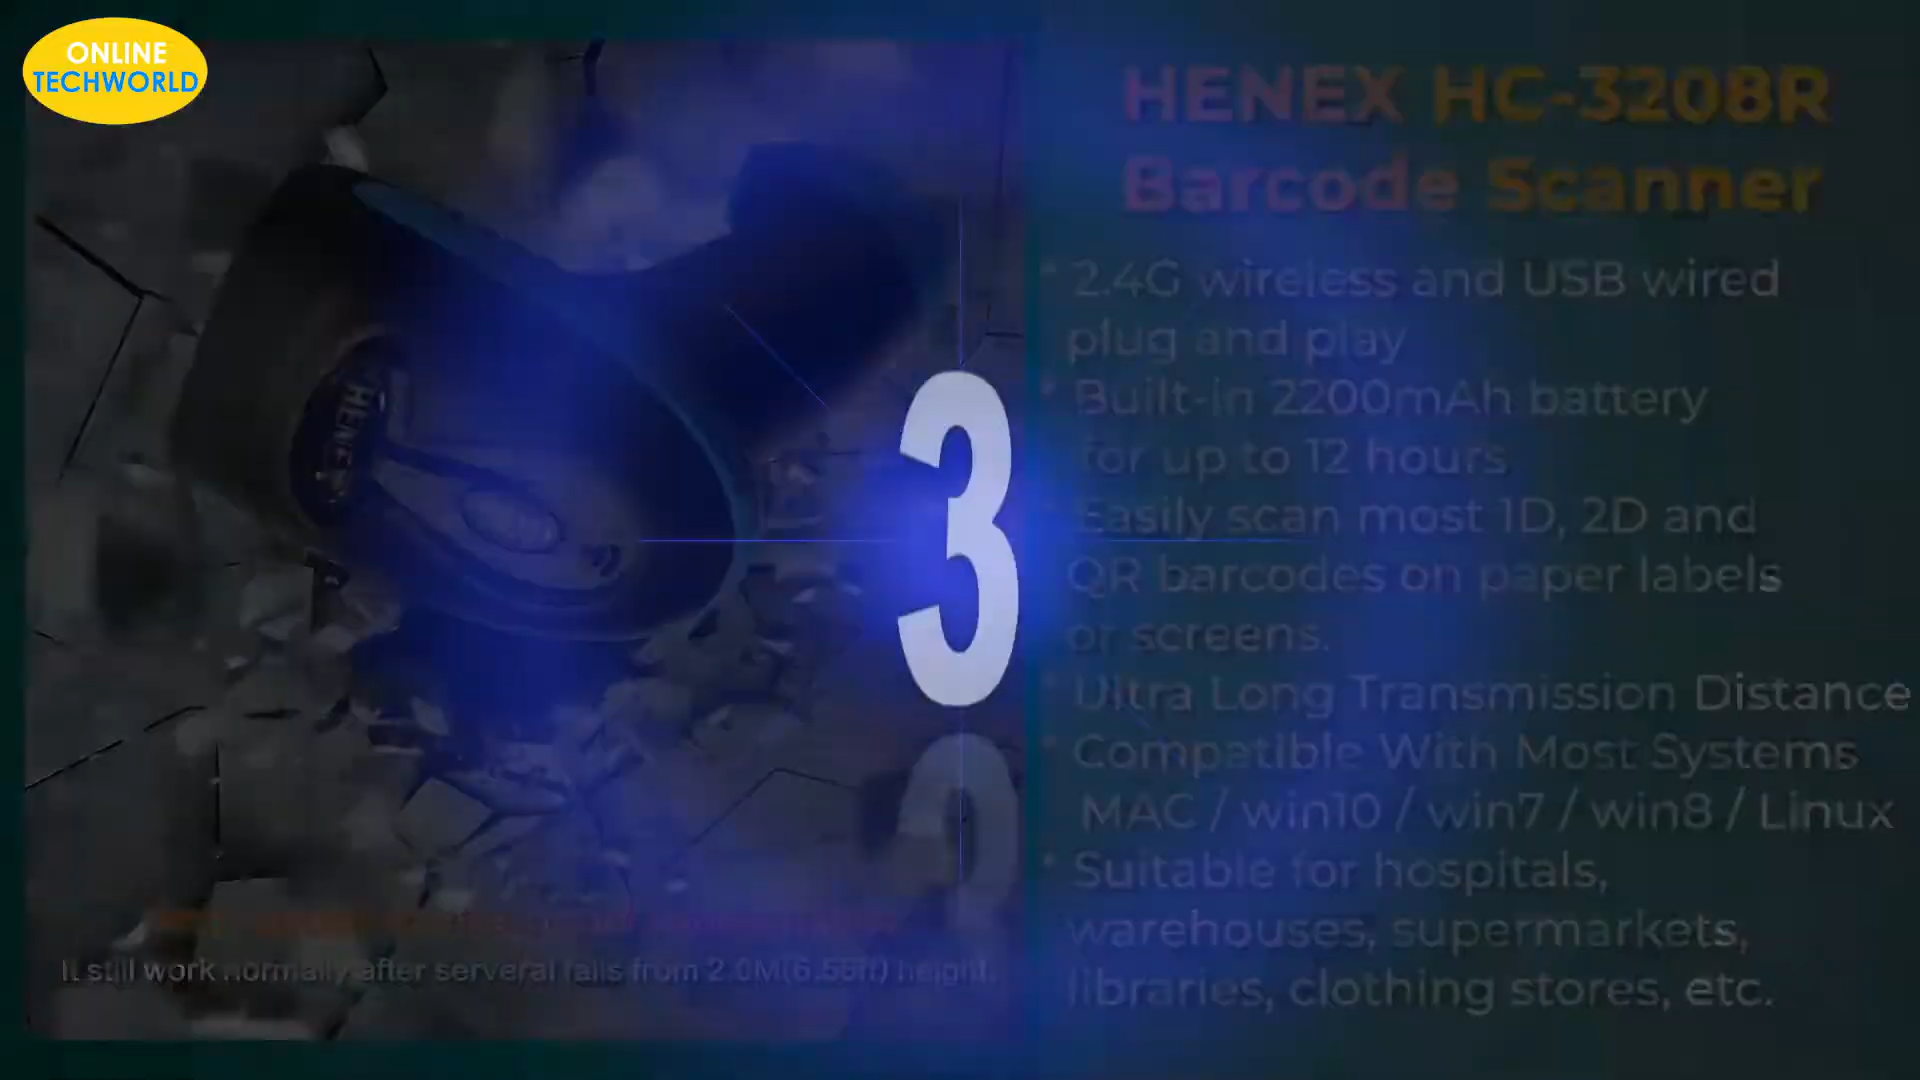 ONLINE
TECHWORLD
HENEX HC-3208R
Barcode Scanner
• 2.4G wireless and USB wired
plug and play
• Built-in 2200mAh battery
for up to 12 hours.
Easily scan most 1D, 2D and
QR barcodes on paper labels
or screens.
• Ultra Long Transmission Distance
• Compatible With Most Systems
MAC / win10 / win7 / win8 / Linux
• Suitable for hospitals,
warehouses, supermarkets,
libraries, clothing stores, etc.
3
HENEX
It still work normally after serveral falls from 2.0M(6.56ft) height.